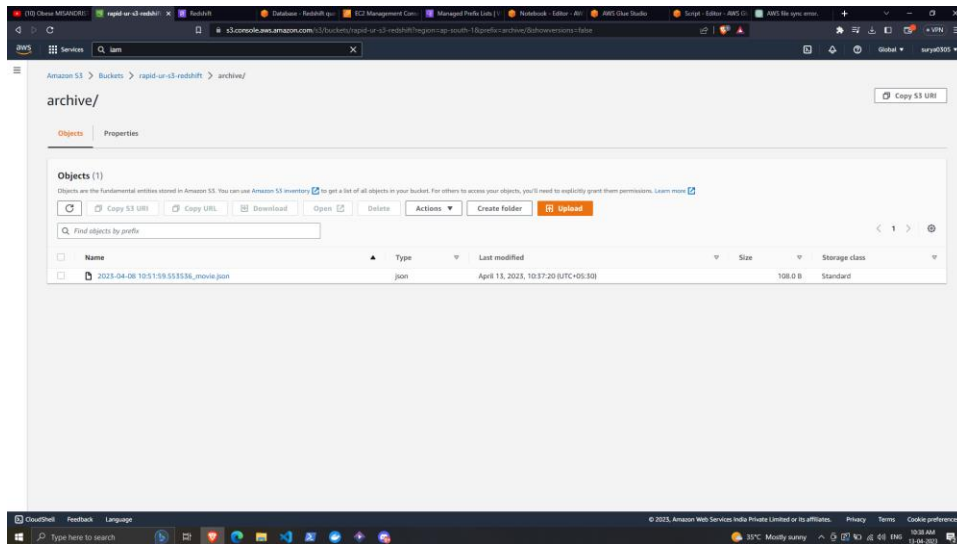 (10) Obese MISANDRIS
rapid-ur-s3-redshift
Redshift
Database - Redshift que
EC2 Management Con
Managed Prefix Lists | V
Notebook - Editor - AW
AWS Glue Studio
Script - Editor - AWS Gl
AWS file sync error.
s3.console.aws.amazon.com/s3/buckets/rapid-ur-s3-redshift?region=ap-south-1&prefix=archive/&showversions=false
VPN
aws
Services
iam
Global
surya0305
Amazon S3 > Buckets > rapid-ur-s3-redshift > archive/
archive/
Copy S3 URI
Objects
Properties
Objects (1)
Objects are the fundamental entities stored in Amazon S3. You can use Amazon S3 inventory to get a list of all objects in your bucket. For others to access your objects, you'll need to explicitly grant them permissions. Learn more
Copy S3 URI
Copy URL
Download
Open
Delete
Actions
Create folder
Upload
Find objects by prefix
< 1 >
Name
Type
Last modified
Size
Storage class
2023-04-08 10:51:59.553536_movie.json
json
April 13, 2023, 10:37:20 (UTC+05:30)
108.0 B
Standard
CloudShell
Feedback
Language
© 2023, Amazon Web Services India Private Limited or its affiliates.
Privacy
Terms
Cookie preference
Type here to search
35°C Mostly sunny
ENG
10:38 AM
13-04-2023